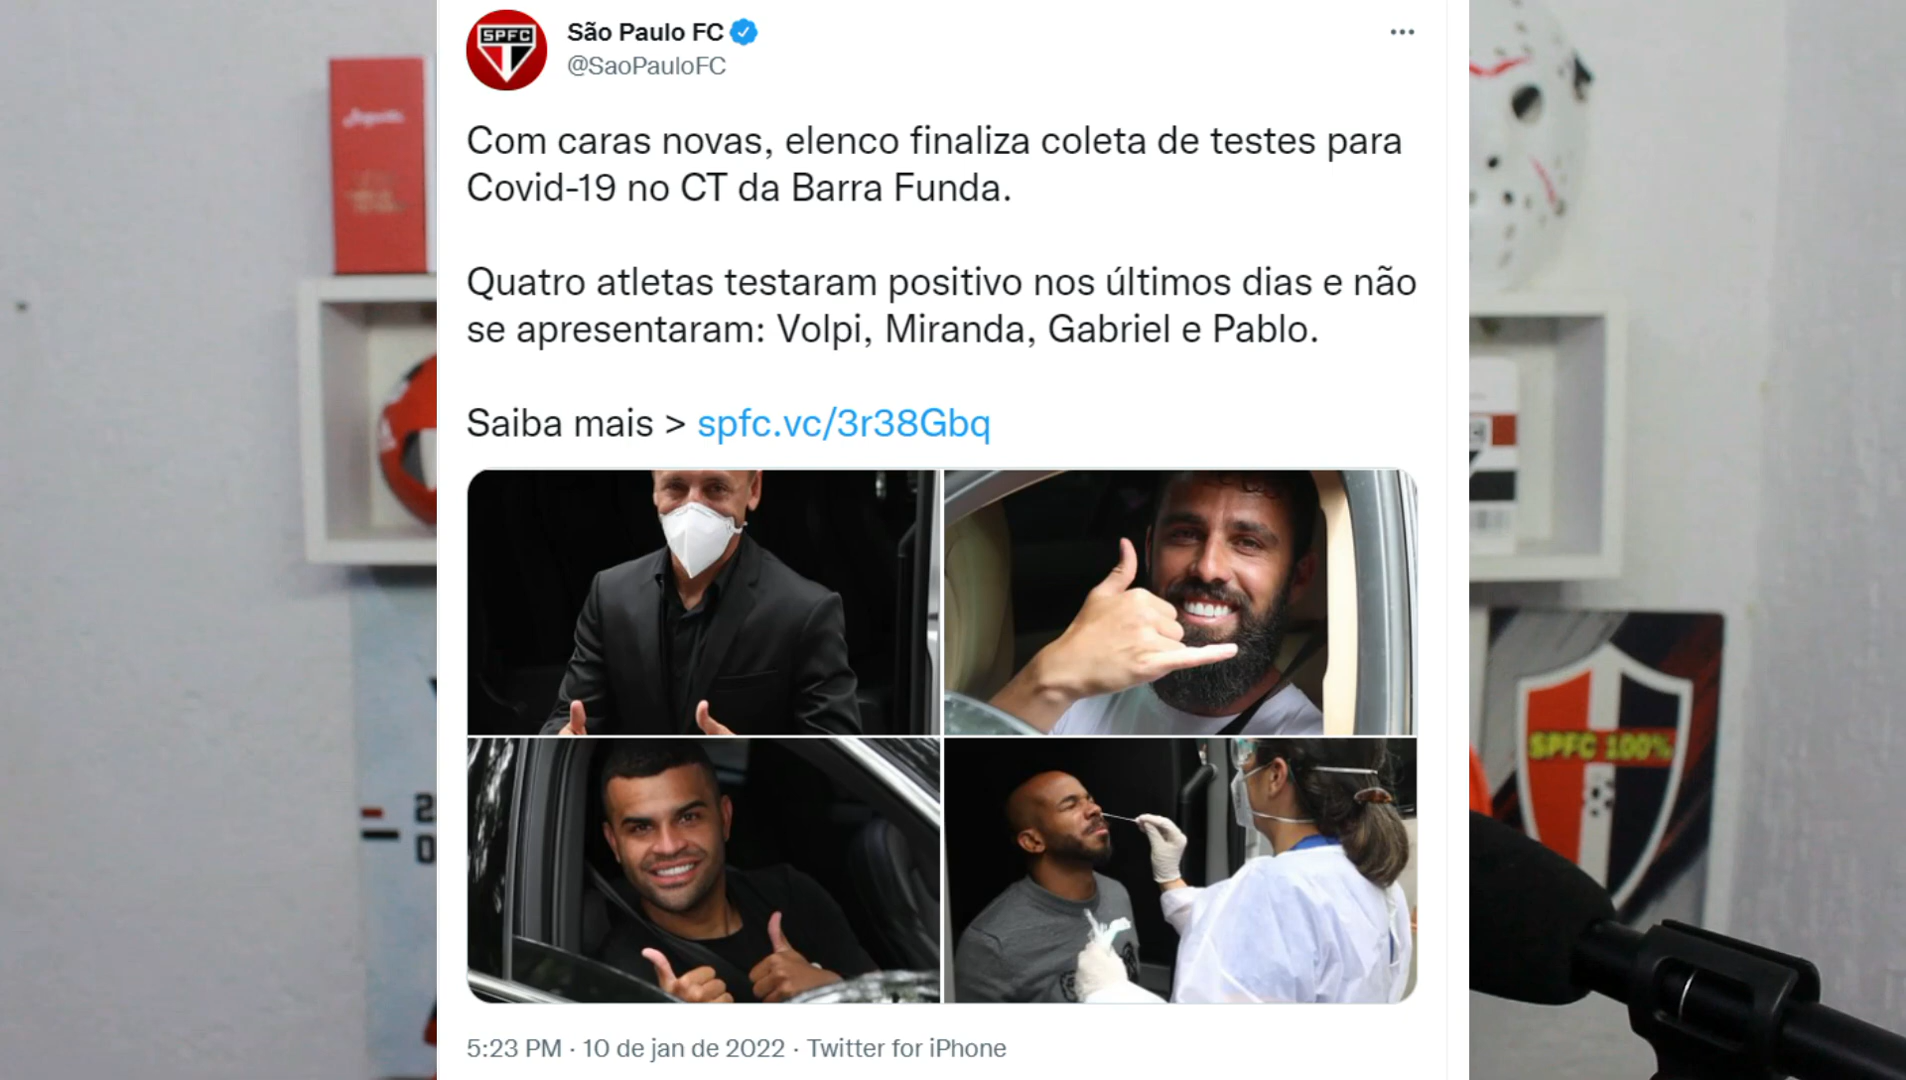 SPFC
São Paulo FC
@SaoPauloFC
Com caras novas, elenco finaliza coleta de testes para
Covid-19 no CT da Barra Funda.
Quatro atletas testaram positivo nos últimos dias e não
se apresentaram: Volpi, Miranda, Gabriel e Pablo.
Saiba mais > spfc.vc/3r38Gbq
5:23 PM · 10 de jan de 2022 · Twitter for iPhone
SPFC 100%